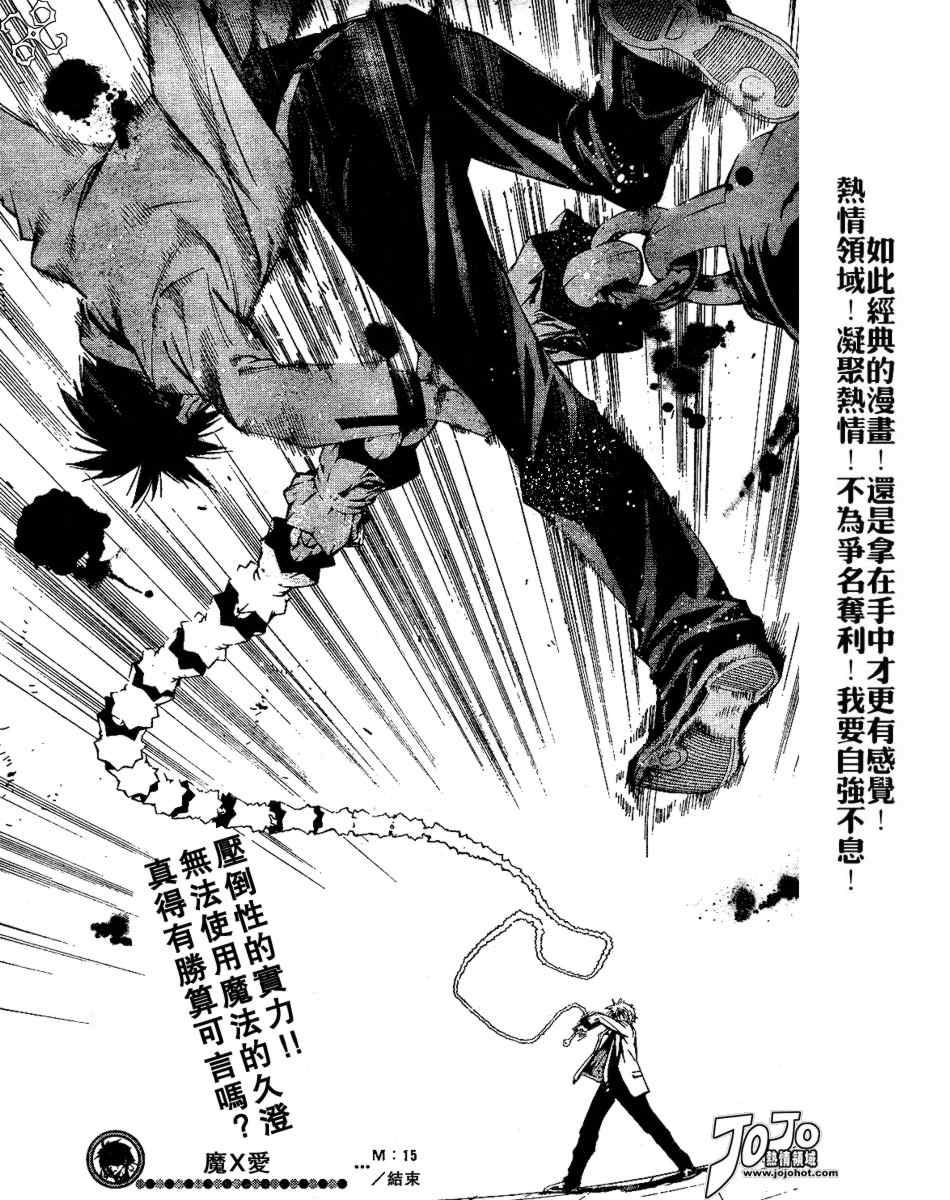 如此經典的漫畫！還是拿在手中才更有感覺！
熱情領域！凝聚熱情！不為爭名奪利！我要自強不息！
壓倒性的實力!!
無法使用魔法的久澄
真得有勝算可言嗎？
魔X愛
…M：15
／結束
JOJO
熱情領域
www.jojohot.com